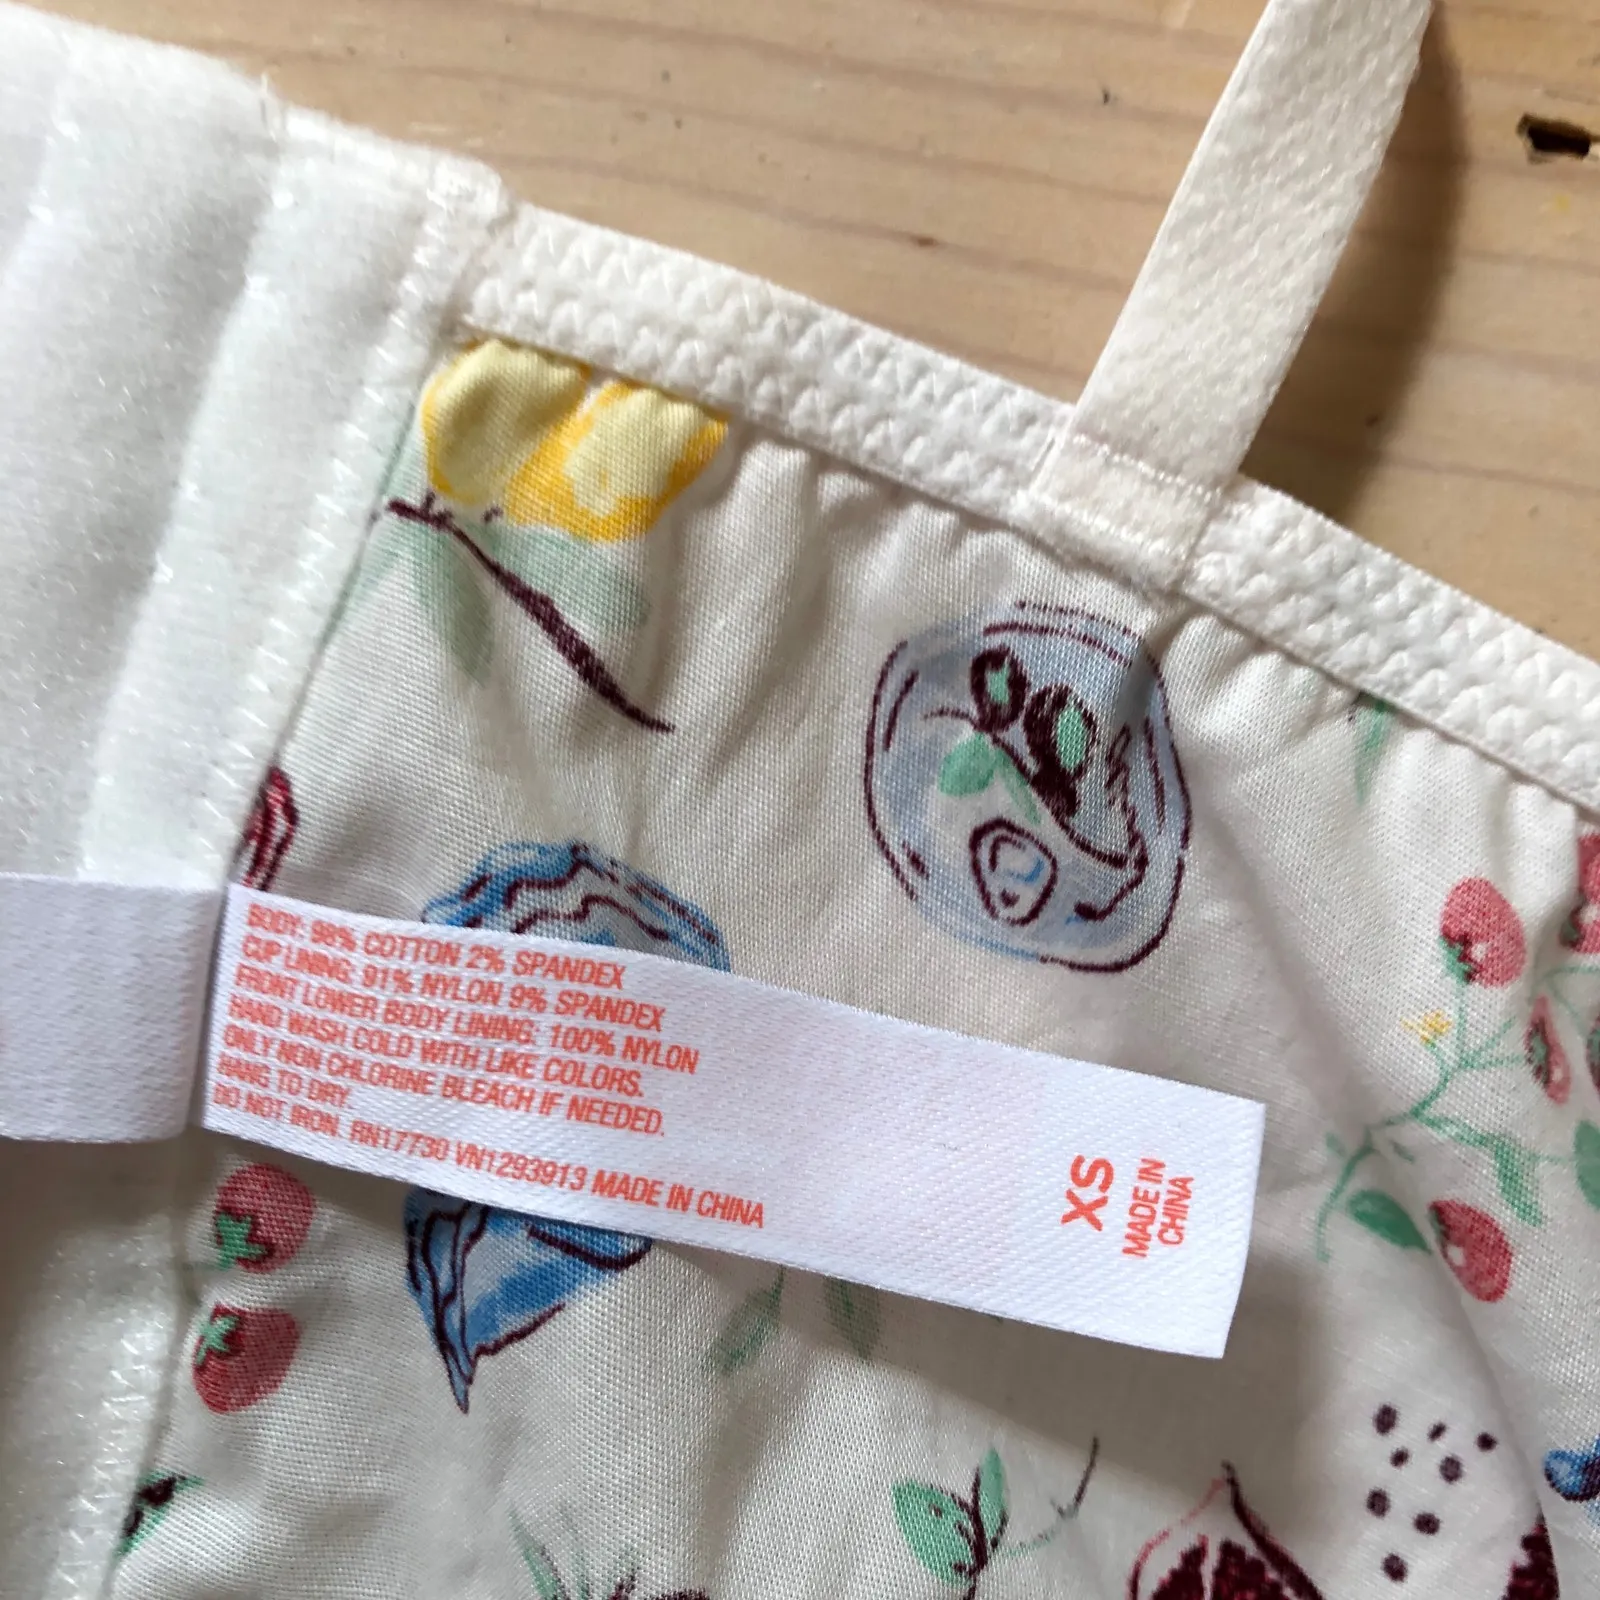 BODY: 98% COTTON 2% SPANDEX
CUP LINING: 91% NYLON 9% SPANDEX
FRONT LOWER BODY LINING: 100% NYLON
HAND WASH COLD WITH LIKE COLORS.
ONLY NON CHLORINE BLEACH IF NEEDED.
HANG TO DRY.
DO NOT IRON. RN17730 VN1293913 MADE IN CHINA
XS
MADE IN
CHINA